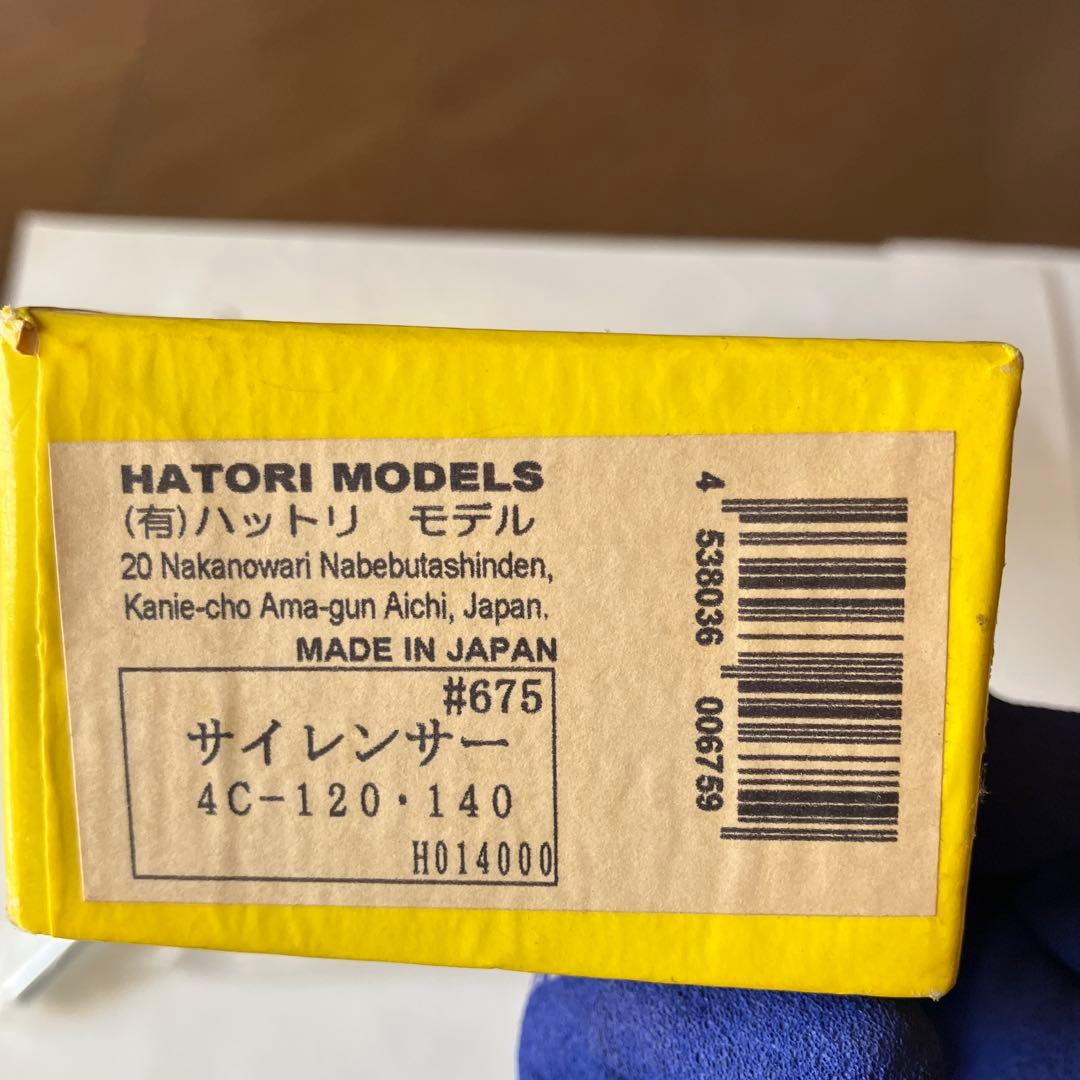 HATORI MODELS
(有)ハットリ　モデル
20 Nakanowari Nabebutashinden,
Kanie-cho Ama-gun Aichi, Japan.
MADE IN JAPAN
#675
サイレンサー
4C-120・140
H014000
4 538036 006759